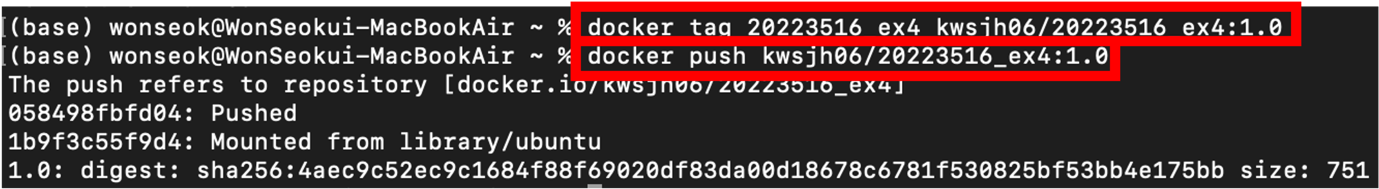 (base) wonseok@WonSeokui-MacBookAir ~ % docker tag 20223516_ex4 kwsjh06/20223516_ex4:1.0
(base) wonseok@WonSeokui-MacBookAir ~ % docker push kwsjh06/20223516_ex4:1.0
The push refers to repository [docker.io/kwsjh06/20223516_ex4]
058498fbfd04: Pushed
1b9f3c55f9d4: Mounted from library/ubuntu
1.0: digest: sha256:4aec9c52ec9c1684f88f69020df83da00d18678c6781f530825bf53bb4e175bb size: 751